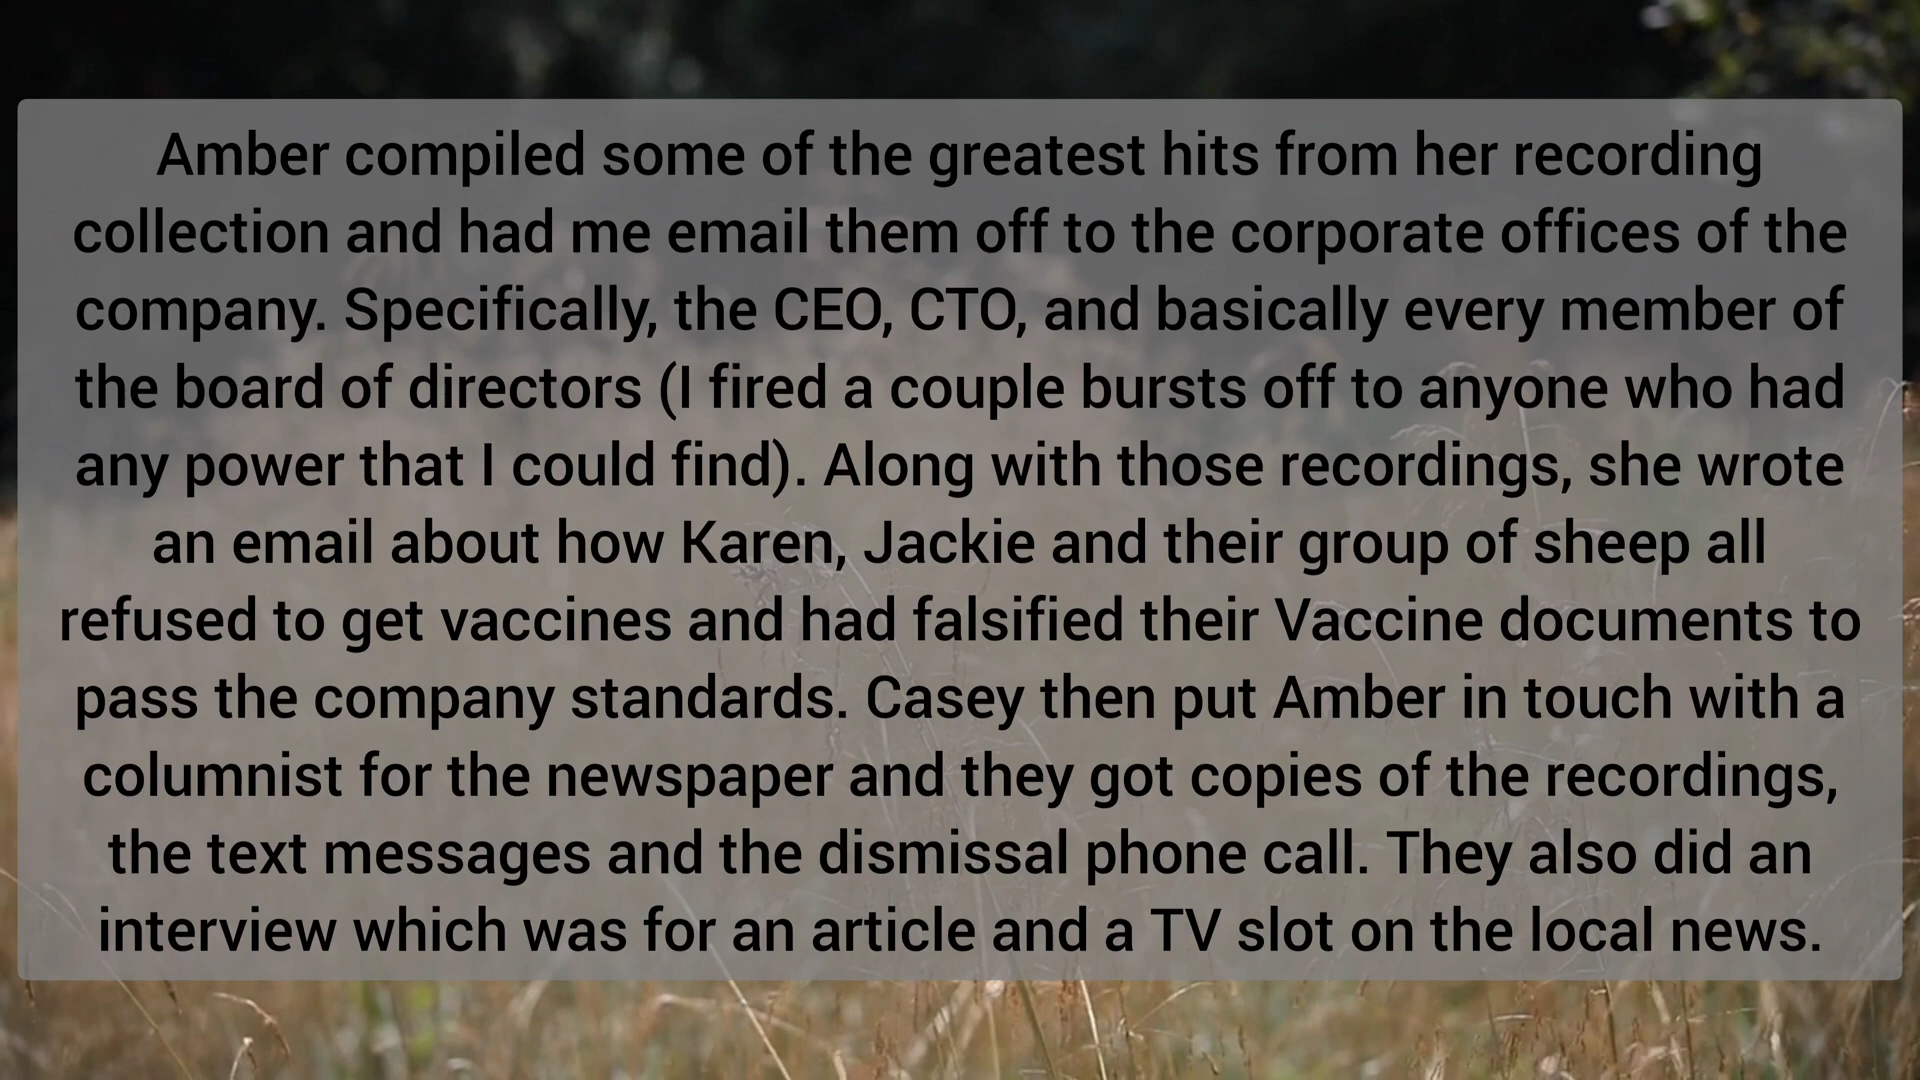 Amber compiled some of the greatest hits from her recording
collection and had me email them off to the corporate offices of the
company. Specifically, the CEO, CTO, and basically every member of
the board of directors (I fired a couple bursts off to anyone who had
any power that I could find). Along with those recordings, she wrote
an email about how Karen, Jackie and their group of sheep all
refused to get vaccines and had falsified their Vaccine documents to
pass the company standards. Casey then put Amber in touch with a
columnist for the newspaper and they got copies of the recordings,
the text messages and the dismissal phone call. They also did an
interview which was for an article and a TV slot on the local news.